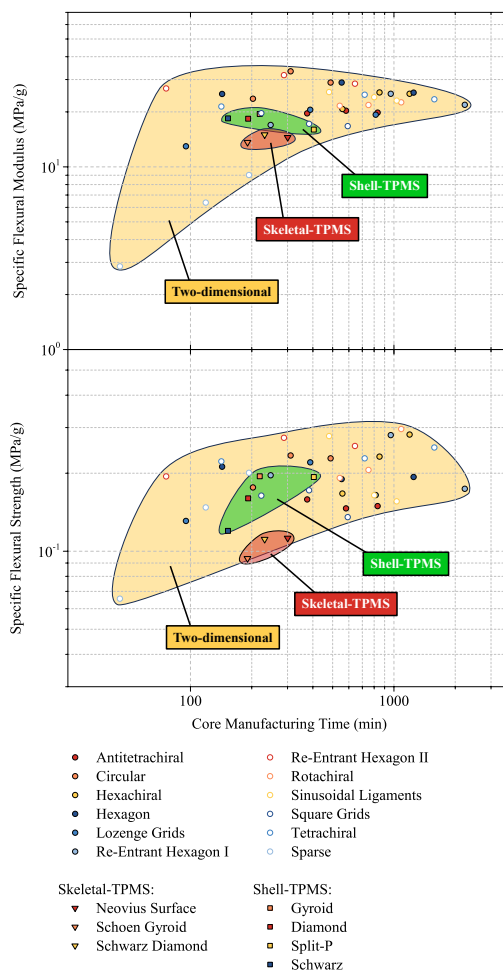 Specific Flexural Modulus (MPa/g)
10¹
10⁰
Shell-TPMS
Skeletal-TPMS
Two-dimensional
Specific Flexural Strength (MPa/g)
10⁻¹
Shell-TPMS
Skeletal-TPMS
Two-dimensional
100
1000
Core Manufacturing Time (min)
Antitetrachiral
Circular
Hexachiral
Hexagon
Lozenge Grids
Re-Entrant Hexagon I
Re-Entrant Hexagon II
Rotachiral
Sinusoidal Ligaments
Square Grids
Tetrachiral
Sparse
Skeletal-TPMS:
Neovius Surface
Schoen Gyroid
Schwarz Diamond
Shell-TPMS:
Gyroid
Diamond
Split-P
Schwarz